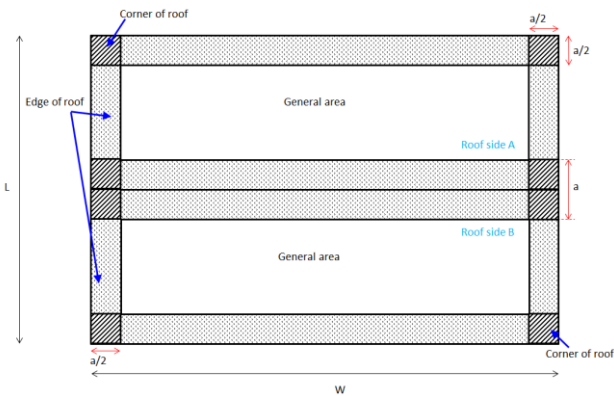 Corner of roof
a/2
a/2
General area
Edge of roof
Roof side A
L
a
Roof side B
General area
Corner of roof
a/2
W